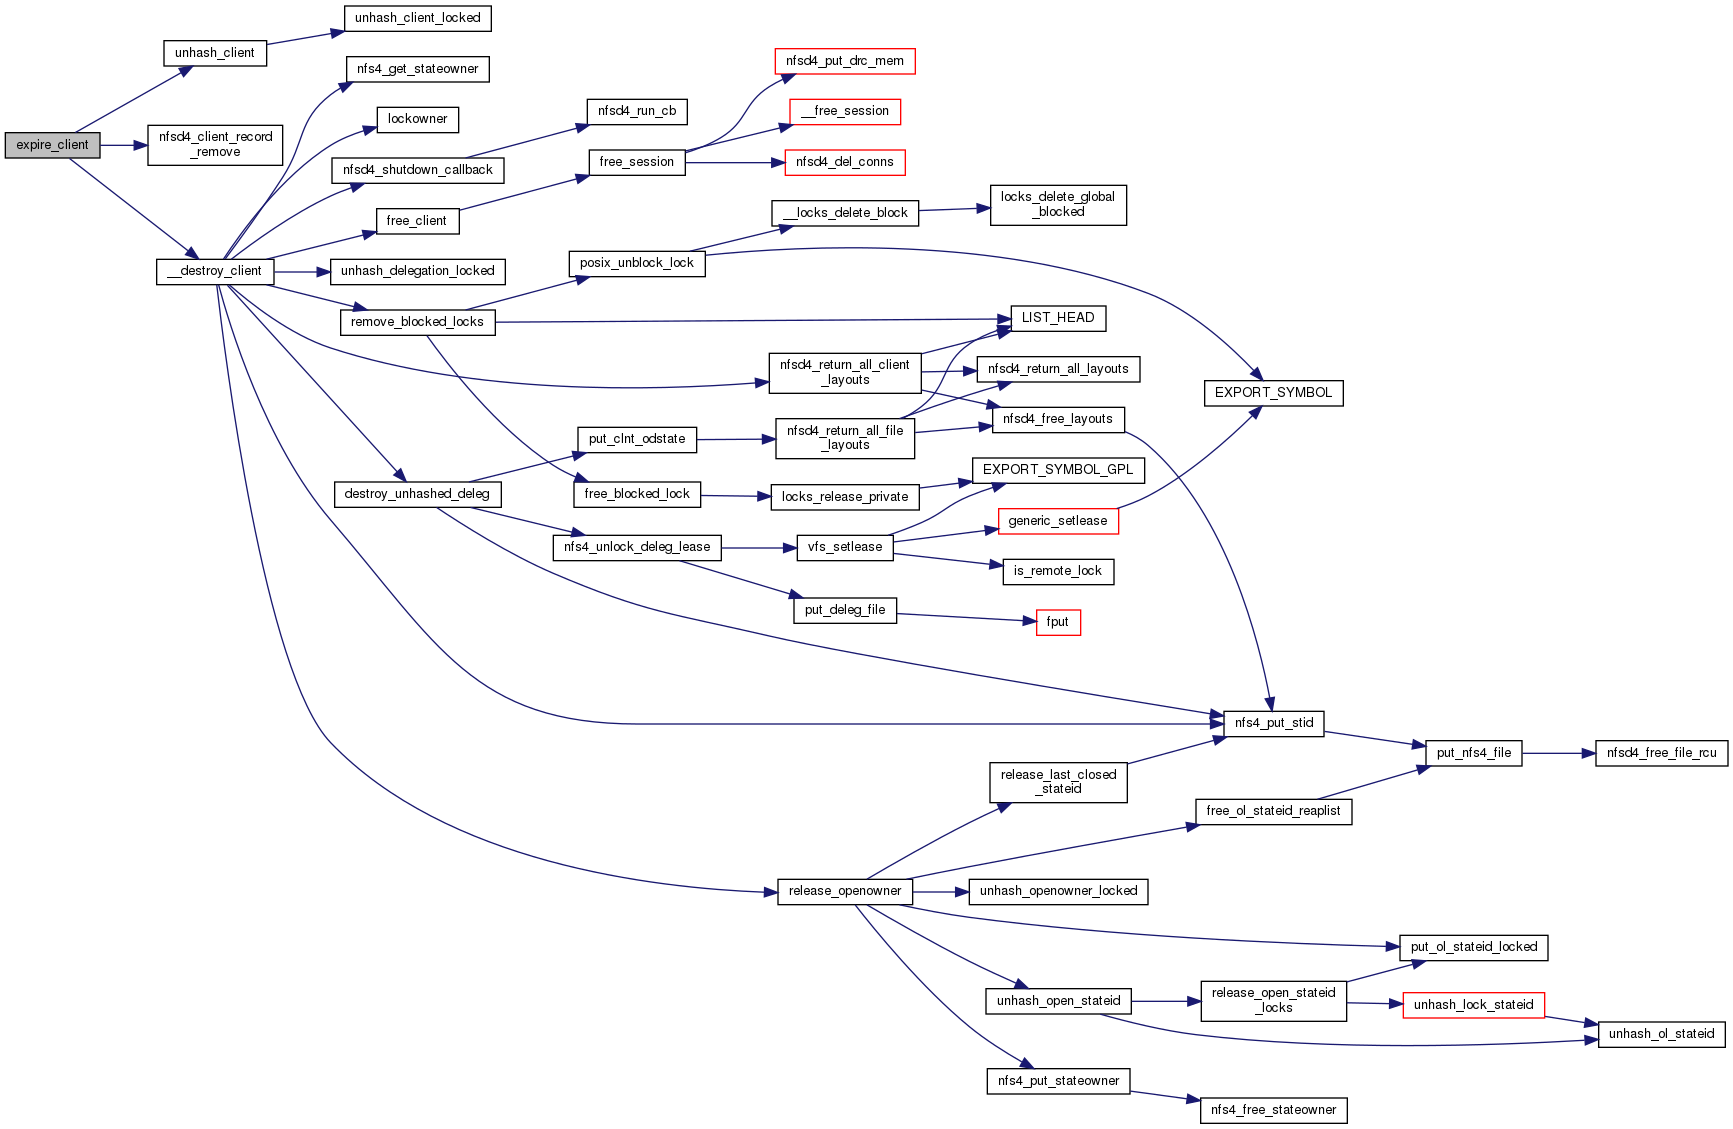 unhash_client_locked
unhash_client
nfs4_get_stateowner
nfsd4_put_drc_mem
lockowner
nfsd4_run_cb
__free_session
expire_client
nfsd4_client_record
_remove
nfsd4_shutdown_callback
free_session
nfsd4_del_conns
free_client
__locks_delete_block
locks_delete_global
_blocked
__destroy_client
unhash_delegation_locked
posix_unblock_lock
remove_blocked_locks
LIST_HEAD
nfsd4_return_all_client
_layouts
nfsd4_return_all_layouts
EXPORT_SYMBOL
put_clnt_odstate
nfsd4_return_all_file
_layouts
nfsd4_free_layouts
EXPORT_SYMBOL_GPL
destroy_unhashed_deleg
free_blocked_lock
locks_release_private
generic_setlease
nfs4_unlock_deleg_lease
vfs_setlease
is_remote_lock
put_deleg_file
fput
nfs4_put_stid
put_nfs4_file
nfsd4_free_file_rcu
release_last_closed
_stateid
free_ol_stateid_reaplist
release_openowner
unhash_openowner_locked
put_ol_stateid_locked
unhash_open_stateid
release_open_stateid
_locks
unhash_lock_stateid
unhash_ol_stateid
nfs4_put_stateowner
nfs4_free_stateowner